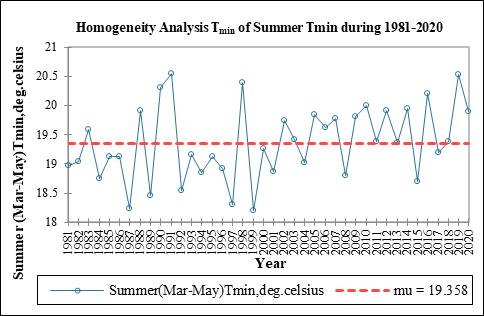 Homogeneity Analysis Tmin of Summer Tmin during 1981-2020
Summer (Mar-May)Tmin,deg.celsius
21
20.5
20
19.5
19
18.5
18
1981 1982 1983 1984 1985 1986 1987 1988 1989 1990 1991 1992 1993 1994 1995 1996 1997 1998 1999 2000 2001 2002 2003 2004 2005 2006 2007 2008 2009 2010 2011 2012 2013 2014 2015 2016 2017 2018 2019 2020
Year
Summer(Mar-May)Tmin,deg.celsius mu = 19.358